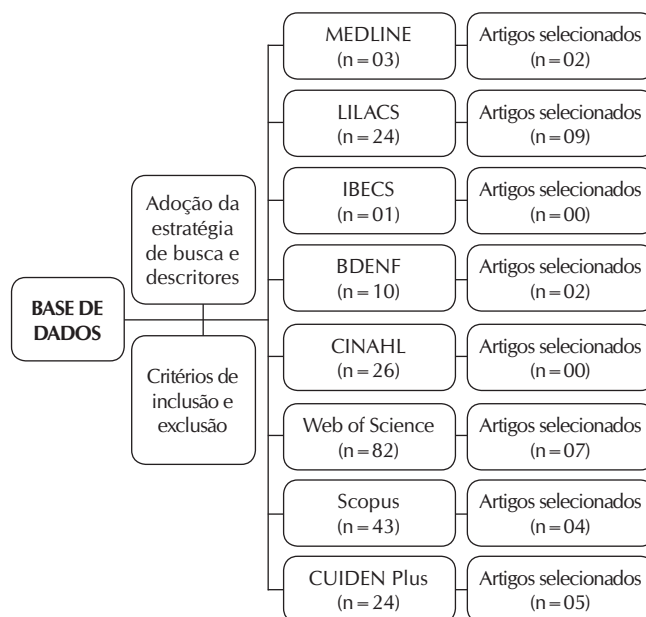 BASE DE
DADOS
Adoção da
estratégia
de busca e
descritores
Critérios de
inclusão e
exclusão
MEDLINE
(n = 03)
Artigos selecionados
(n = 02)
LILACS
(n = 24)
Artigos selecionados
(n = 09)
IBECS
(n = 01)
Artigos selecionados
(n = 00)
BDENF
(n = 10)
Artigos selecionados
(n = 02)
CINAHL
(n = 26)
Artigos selecionados
(n = 00)
Web of Science
(n = 82)
Artigos selecionados
(n = 07)
Scopus
(n = 43)
Artigos selecionados
(n = 04)
CUIDEN Plus
(n = 24)
Artigos selecionados
(n = 05)